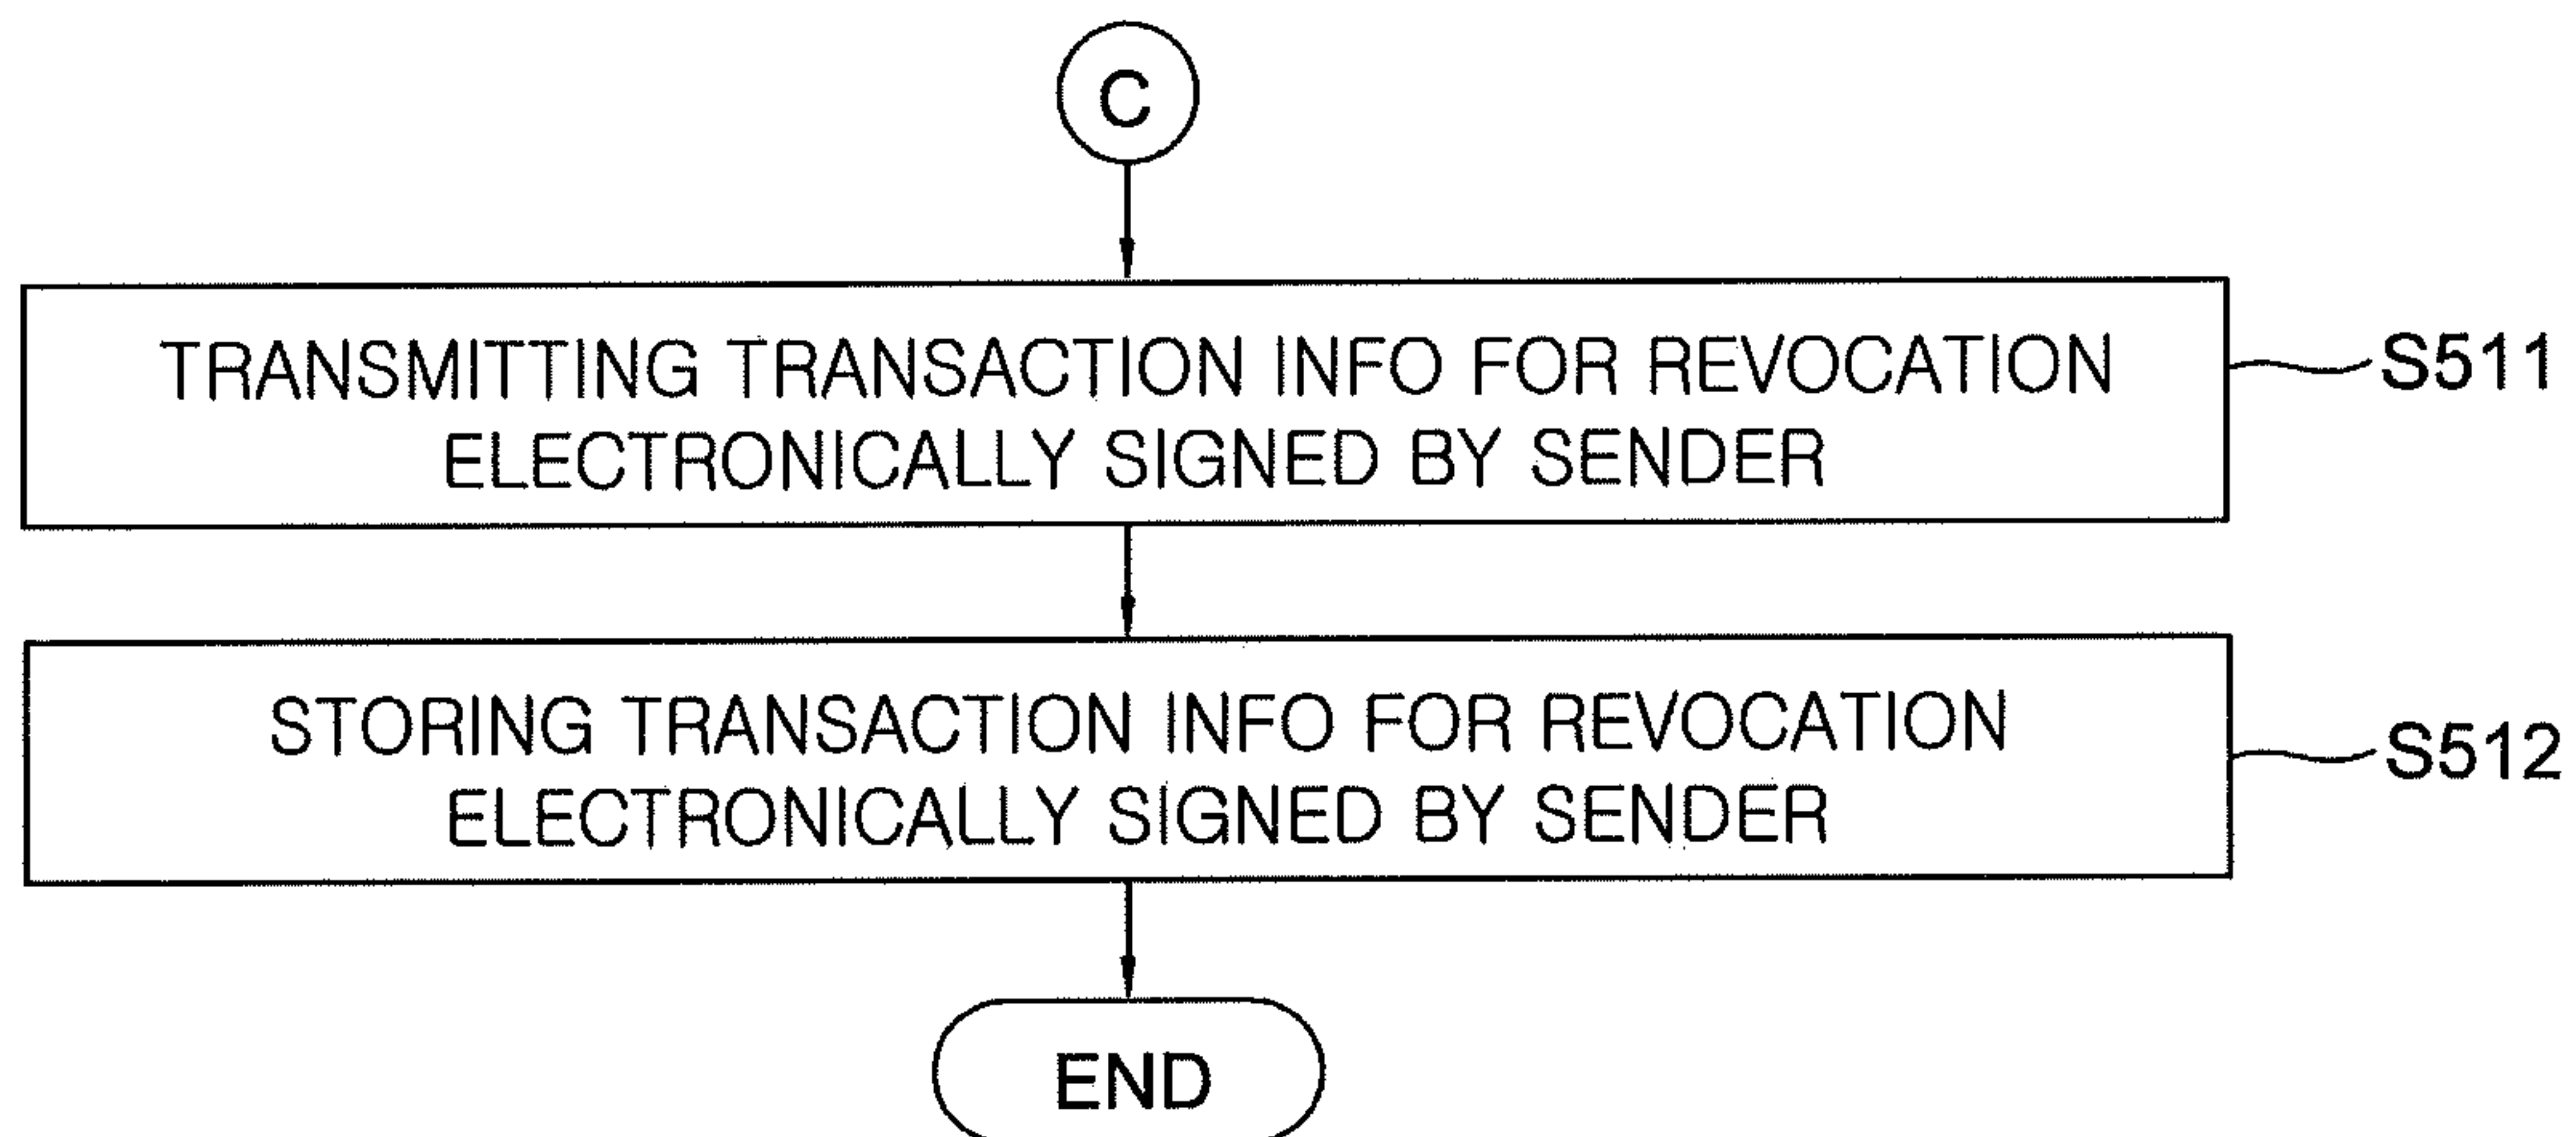 C
TRANSMITTING TRANSACTION INFO FOR REVOCATION
ELECTRONICALLY SIGNED BY SENDER
S511
STORING TRANSACTION INFO FOR REVOCATION
ELECTRONICALLY SIGNED BY SENDER
S512
END